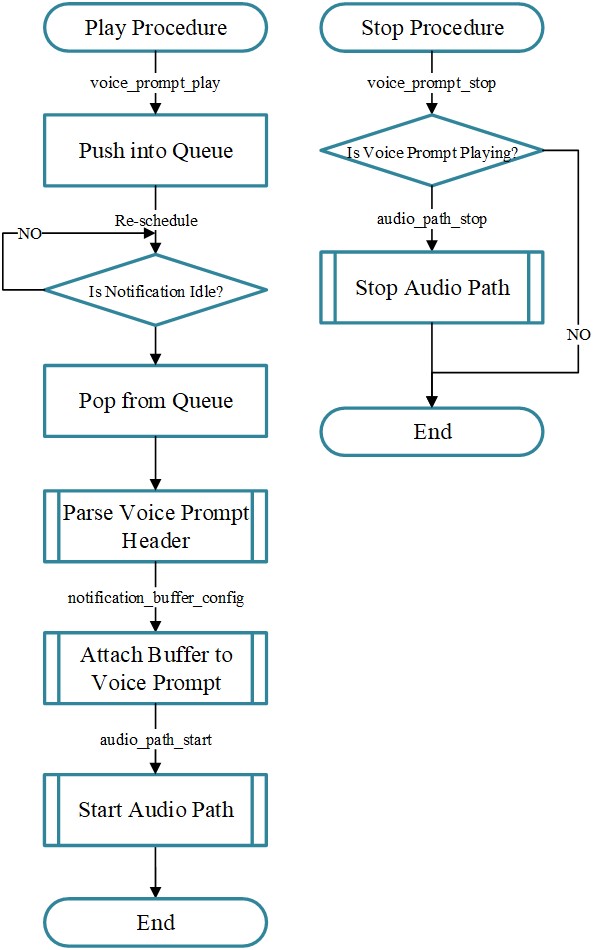 Play Procedure
voice_prompt_play
Push into Queue
Re-schedule
NO
Is Notification Idle?
Pop from Queue
Parse Voice Prompt
Header
notification_buffer_config
Attach Buffer to
Voice Prompt
audio_path_start
Start Audio Path
End
Stop Procedure
voice_prompt_stop
Is Voice Prompt Playing?
audio_path_stop
Stop Audio Path
NO
End